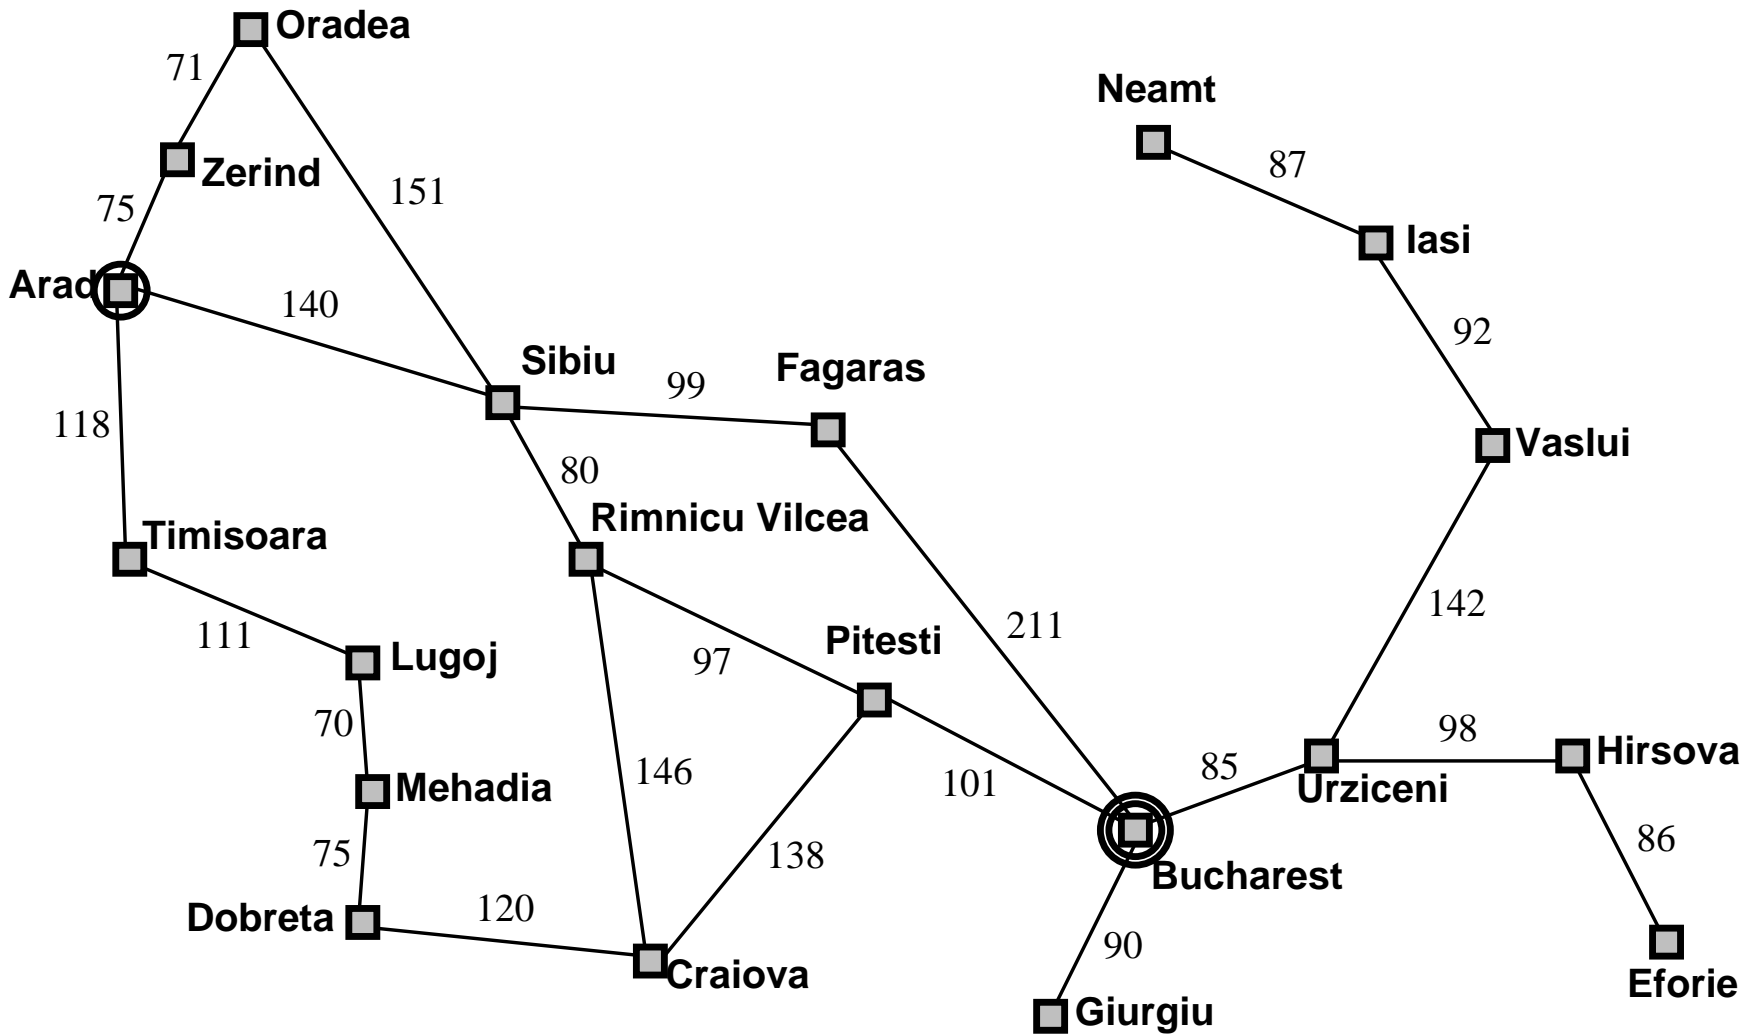 Oradea
71
Neamt
Zerind
87
151
75
Iasi
Arad
140
92
Sibiu
Fagaras
99
118
Vaslui
80
Rimnicu Vilcea
Timisoara
142
211
111
Pitesti
Lugoj
97
70
98
Hirsova
146
85
101
Mehadia
Urziceni
75
138
86
Bucharest
120
Dobreta
90
Craiova
Eforie
Giurgiu